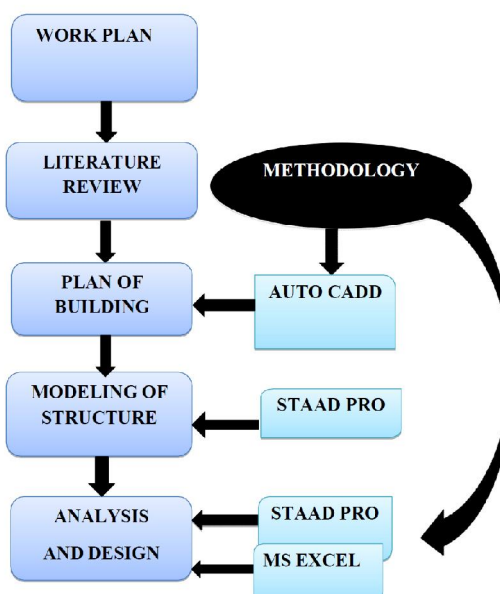 WORK PLAN
LITERATURE
REVIEW
METHODOLOGY
PLAN OF
BUILDING
AUTO CADD
MODELING OF
STRUCTURE
STAAD PRO
ANALYSIS
AND DESIGN
STAAD PRO
MS EXCEL